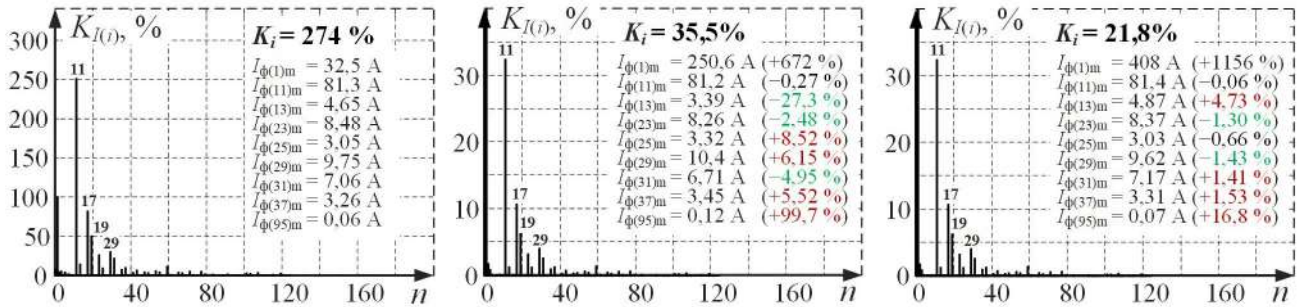 K_I(i), %
K_i = 274 %
300
250
200
150
100
50
0
11
17
19
29
I_ф(1)m = 32,5 А
I_ф(11)m = 81.3 А
I_ф(13)m = 4.65 А
I_ф(23)m = 8,48 А
I_ф(25)m = 3,05 А
I_ф(29)m = 9,75 А
I_ф(31)m = 7,06 А
I_ф(37)m = 3,26 А
I_ф(95)m = 0,06 А
0 40 80 120 160 n
K_I(i), %
K_i = 35,5%
30
20
10
0
11
17
19
29
I_ф(1)m = 250,6 А (+672 %)
I_ф(11)m = 81,2 А (−0,27 %)
I_ф(13)m = 3,39 А (−27,3 %)
I_ф(23)m = 8,26 А (−2,48 %)
I_ф(25)m = 3,32 А (+8,52 %)
I_ф(29)m = 10,4 А (+6,15 %)
I_ф(31)m = 6,71 А (−4,95 %)
I_ф(37)m = 3,45 А (+5,52 %)
I_ф(95)m = 0,12 А (+99,7 %)
0 40 80 120 160 n
K_I(i), %
K_i = 21,8%
30
20
10
0
11
17
19
29
I_ф(1)m = 408 А (+1156 %)
I_ф(11)m = 81,4 А (−0,06 %)
I_ф(13)m = 4,87 А (+4,73 %)
I_ф(23)m = 8,37 А (−1,30 %)
I_ф(25)m = 3,03 А (−0,66 %)
I_ф(29)m = 9,62 А (−1,43 %)
I_ф(31)m = 7,17 А (+1,41 %)
I_ф(37)m = 3,31 А (+1,53 %)
I_ф(95)m = 0,07 А (+16,8 %)
0 40 80 120 160 n